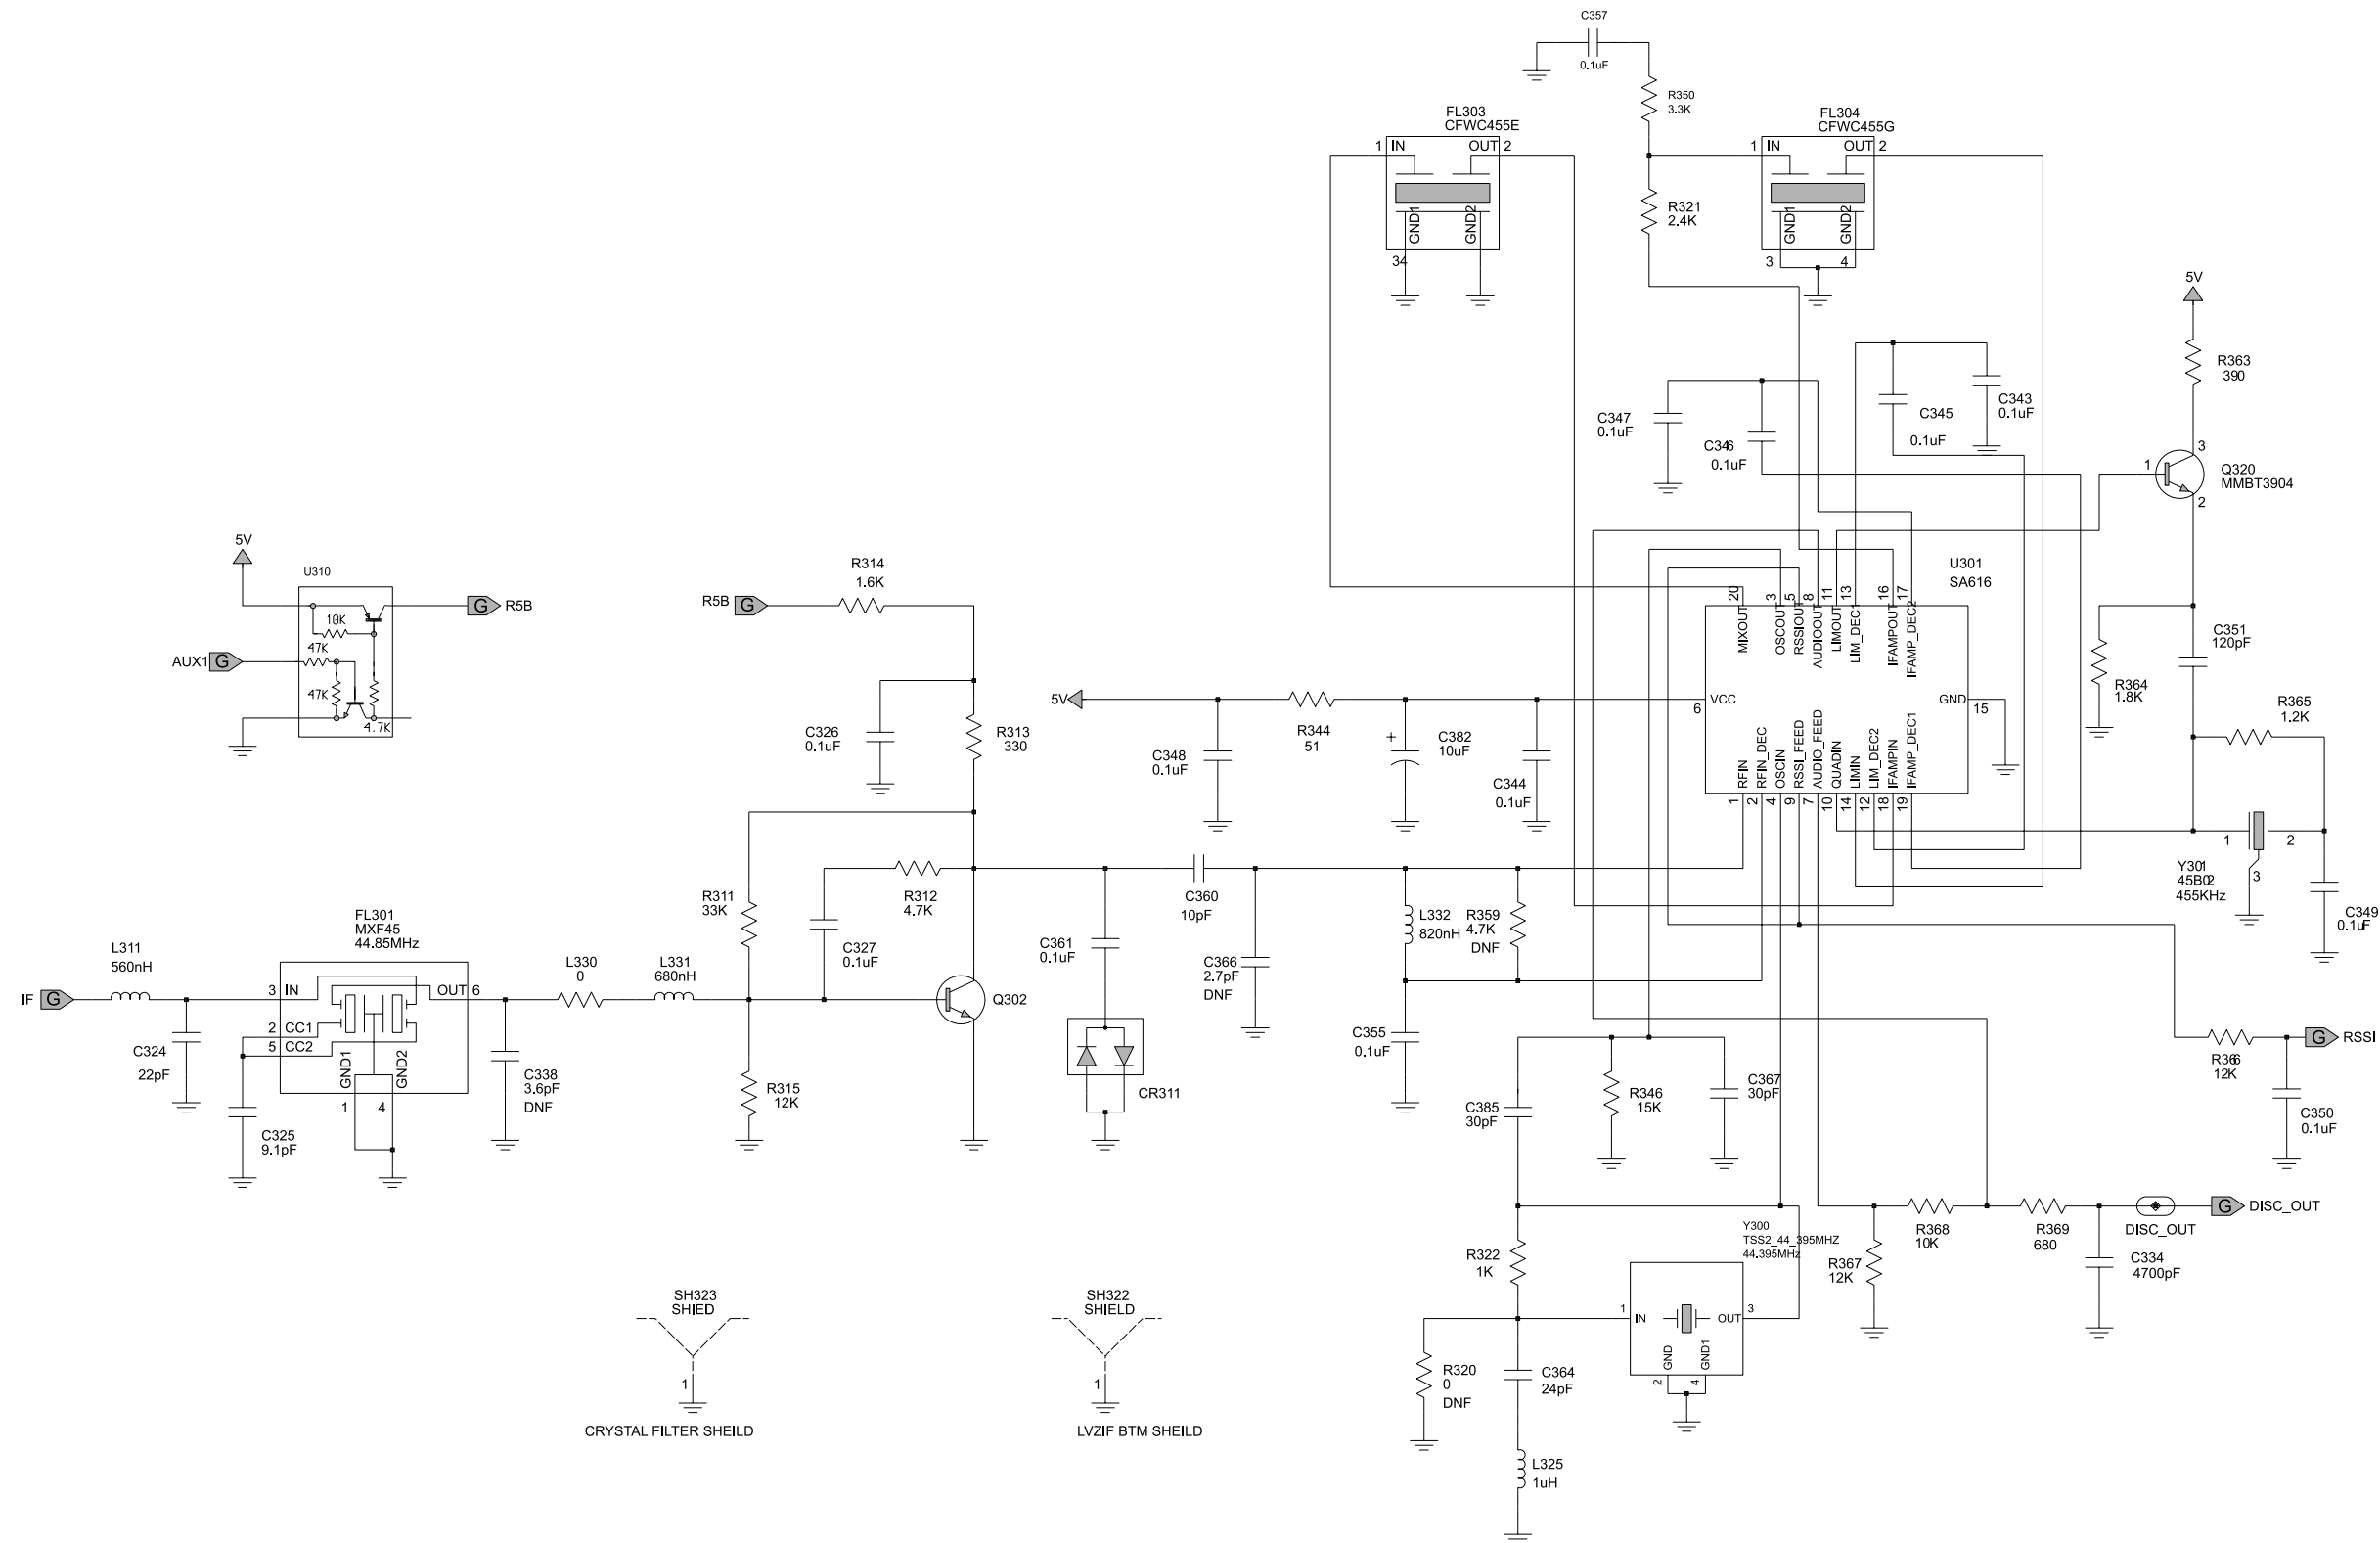 C357
0.1uF
R350
3.3K
FL303
CFWC455E
1
IN
OUT
2
GND1
GND2
34
R321
2.4K
FL304
CFWC455G
1
IN
OUT
2
GND1
GND2
3
4
5V
R363
390
C347
0.1uF
C346
0.1uF
C345
0.1uF
C343
0.1uF
3
1
Q320
MMBT3904
2
5V
U310
10K
47K
47K
4.7K
AUX1
G
G
R5B
R5B
G
R314
1.6K
C326
0.1uF
R313
330
U301
SA616
20
3
5
8
11
13
16
17
MIXOUT
OSCOUT
RSSIOUT
AUDIOOUT
LIMOUT
LIM_DEC1
IFAMPOUT
IFAMP_DEC2
VCC
6
GND
15
RFIN
RFIN_DEC
OSCIN
RSSI_FEED
AUDIO_FEED
QUADIN
LIMIN
LIM_DEC2
IFAMPIN
IFAMP_DEC1
1
2
4
9
7
10
14
12
18
19
5V
R344
51
C348
0.1uF
C382
10uF
+
C344
0.1uF
C351
120pF
R364
1.8K
R365
1.2K
1
2
3
Y301
45B02
455KHz
C349
0.1uF
R311
33K
R312
4.7K
C327
0.1uF
C360
10pF
C361
0.1uF
C366
2.7pF
DNF
L332
820nH
R359
4.7K
DNF
FL301
MXF45
44.85MHz
L311
560nH
IF
G
3
IN
OUT
6
2
CC1
5
CC2
GND1
GND2
1
4
C324
22pF
C325
9.1pF
C338
3.6pF
DNF
L330
0
L331
680nH
Q302
R315
12K
CR311
C355
0.1uF
C385
30pF
R346
15K
C367
30pF
R366
12K
G
RSSI
C350
0.1uF
R322
1K
Y300
TSS2_44_395MHZ
44.395MHz
1
IN
OUT
3
GND
GND1
2
4
R367
12K
R368
10K
R369
680
DISC_OUT
G
DISC_OUT
C334
4700pF
R320
0
DNF
C364
24pF
L325
1uH
SH323
SHIED
1
CRYSTAL FILTER SHEILD
SH322
SHIELD
1
LVZIF BTM SHEILD